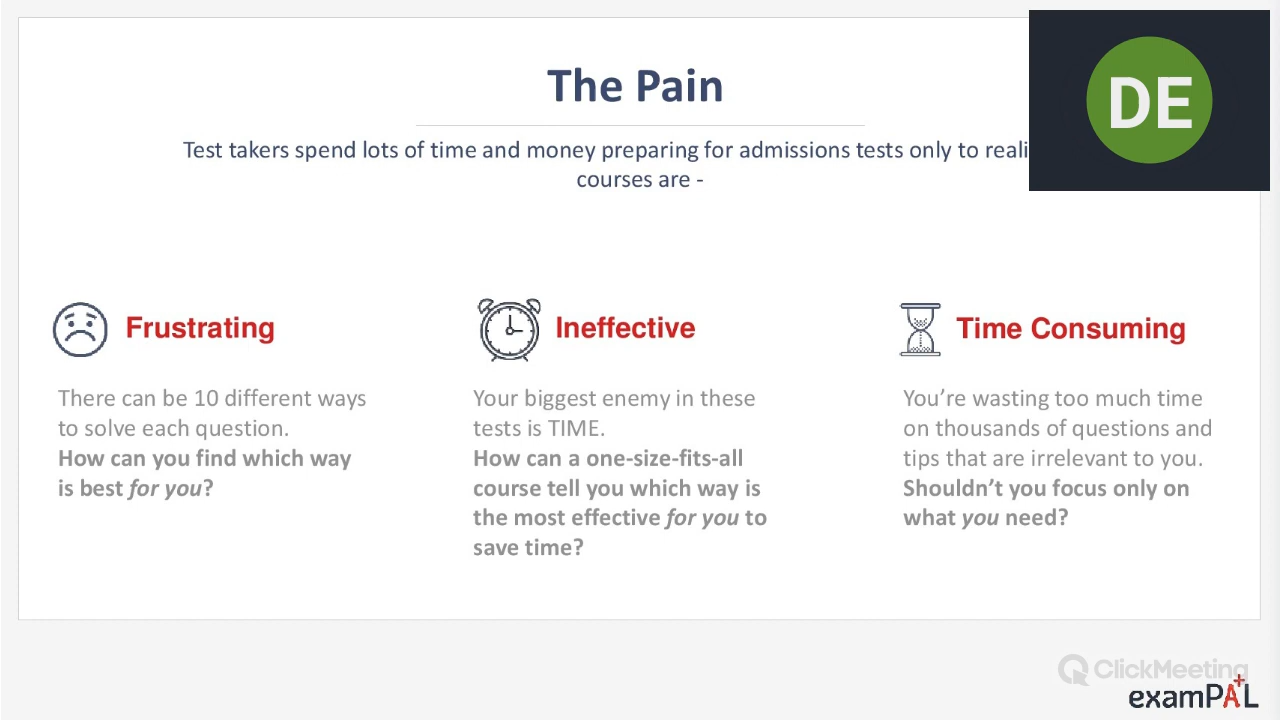 The Pain
DE
Test takers spend lots of time and money preparing for admissions tests only to reali
courses are -
Frustrating
There can be 10 different ways
to solve each question.
How can you find which way
is best for you?
Ineffective
Your biggest enemy in these
tests is TIME.
How can a one-size-fits-all
course tell you which way is
the most effective for you to
save time?
Time Consuming
You’re wasting too much time
on thousands of questions and
tips that are irrelevant to you.
Shouldn’t you focus only on
what you need?
ClickMeeting
examPAL